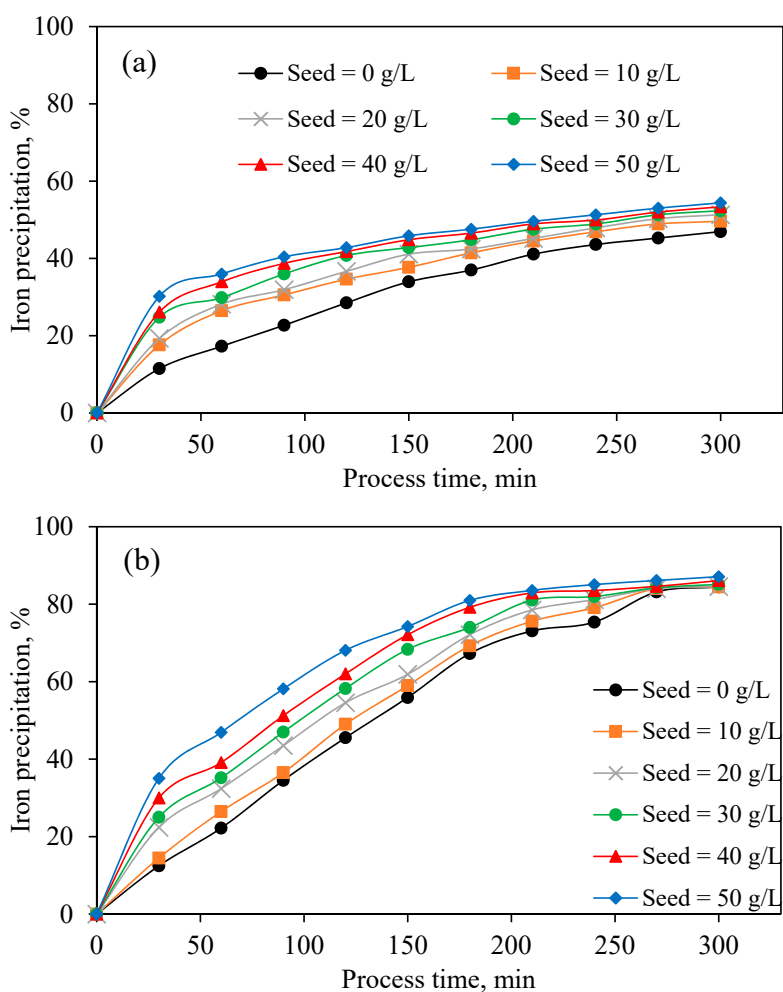 100
(a)
Seed = 0 g/L Seed = 10 g/L
80
Seed = 20 g/L Seed = 30 g/L
Seed = 40 g/L Seed = 50 g/L
60
40
20
0
Iron precipitation, %
0 50 100 150 200 250 300
Process time, min
100
(b)
80
60
40
20
0
Iron precipitation, %
Seed = 0 g/L
Seed = 10 g/L
Seed = 20 g/L
Seed = 30 g/L
Seed = 40 g/L
Seed = 50 g/L
0 50 100 150 200 250 300
Process time, min